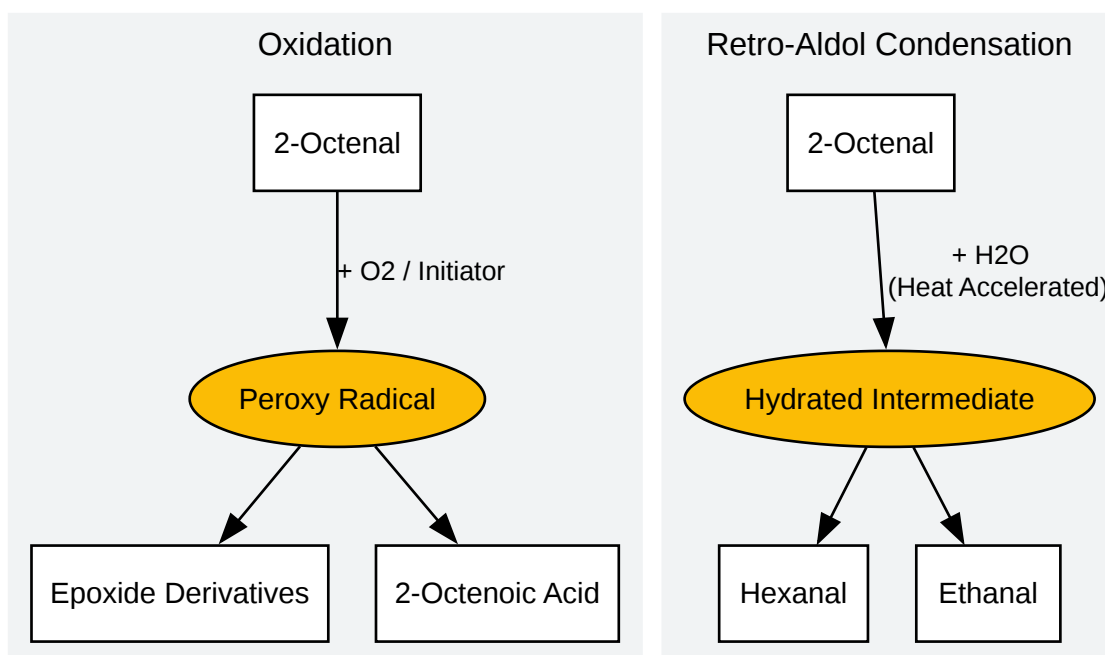 Oxidation
2-Octenal
+ O2 / Initiator
Peroxy Radical
Epoxide Derivatives
2-Octenoic Acid
Retro-Aldol Condensation
2-Octenal
+ H2O
(Heat Accelerated)
Hydrated Intermediate
Hexanal
Ethanal